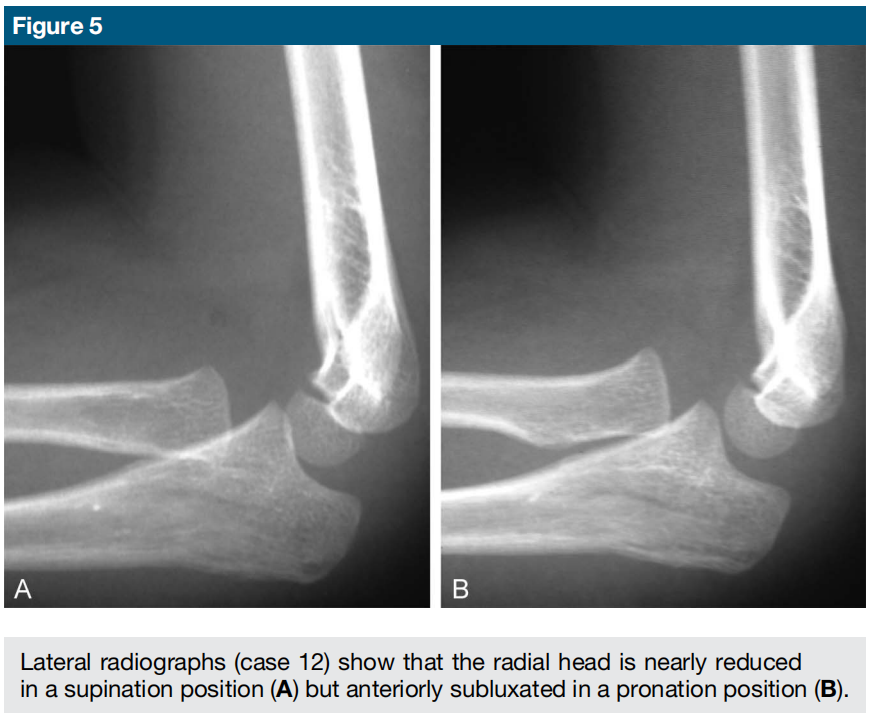 Figure 5
A
B
Lateral radiographs (case 12) show that the radial head is nearly reduced
in a supination position (A) but anteriorly subluxated in a pronation position (B).